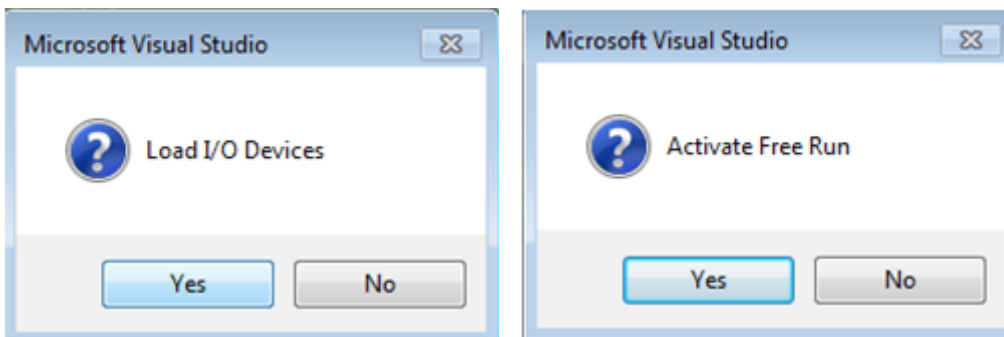 Microsoft Visual Studio
Load I/O Devices
Yes No
Microsoft Visual Studio
Activate Free Run
Yes No